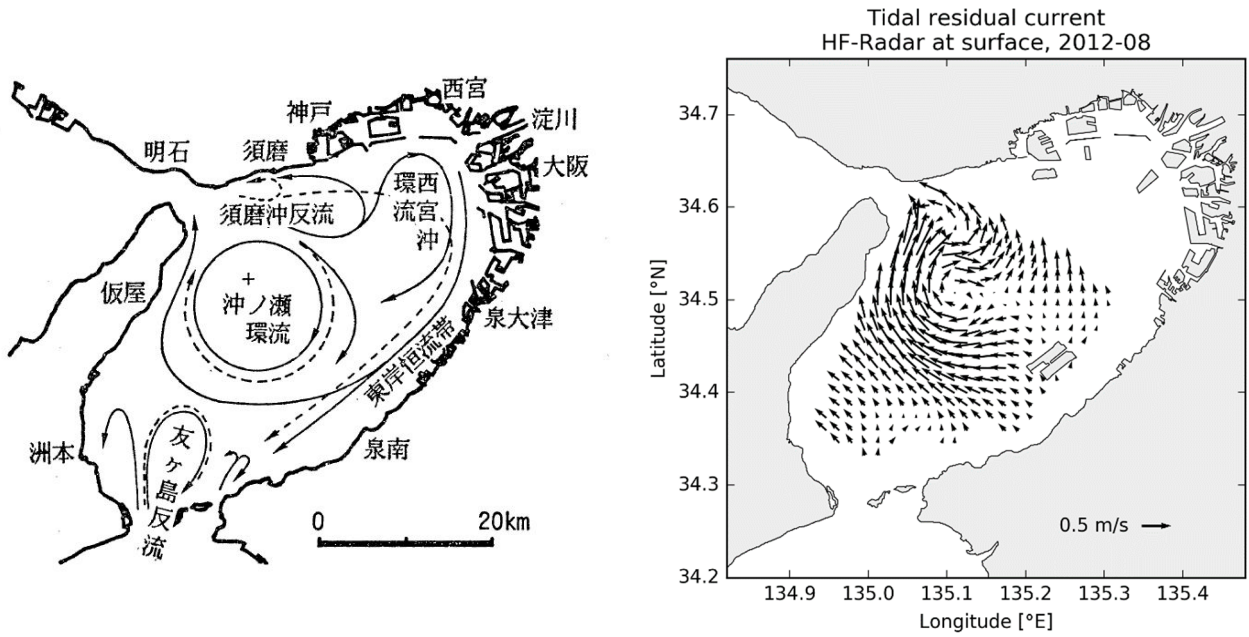 西宮
神戸
淀川
明石
須磨
大阪
須磨沖反流
西宮沖
環流
仮屋
沖ノ瀬
環流
泉大津
東岸恒流帯
洲本
友ヶ島反流
泉南
0 20km
Tidal residual current
HF-Radar at surface, 2012-08
34.7
34.6
34.5
34.4
34.3
34.2
Latitude [°N]
0.5 m/s
134.9 135.0 135.1 135.2 135.3 135.4
Longitude [°E]